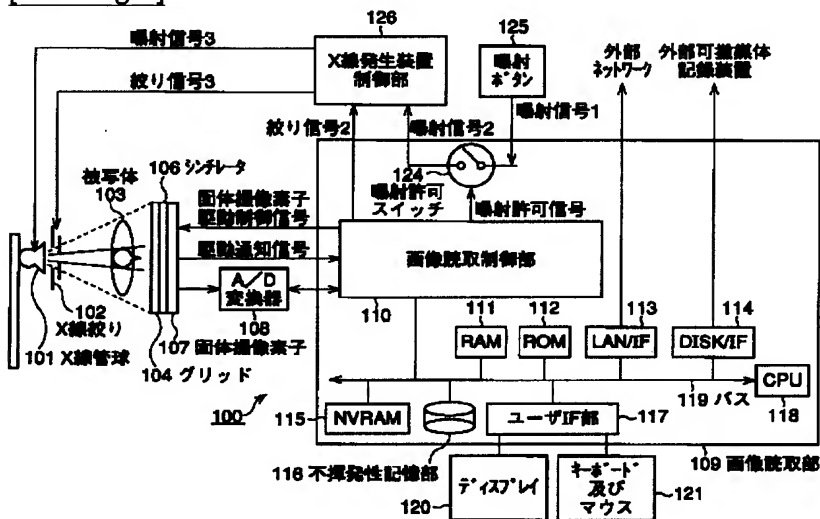 126
125
曝射信号3
X線発生装置
制御部
曝射
ボタン
外部
ネットワーク
外部可搬媒体
記録装置
絞り信号3
曝射信号1
絞り信号2
曝射信号2
106 シンチレータ
被写体
103
124
固体撮像素子
駆動制御信号
曝射許可
スイッチ
曝射許可信号
駆動通知信号
画像読取制御部
A/D
変換器
110
108
102
X線絞り
111
112
113
114
107 固体撮像素子
101 X線管球
RAM
ROM
LAN/IF
DISK/IF
104 グリッド
CPU
119 バス
118
100
115
NVRAM
ユーザIF部
117
116 不揮発性記憶部
109 画像読取部
ディスプレイ
キーボード
及び
マウス
120
121